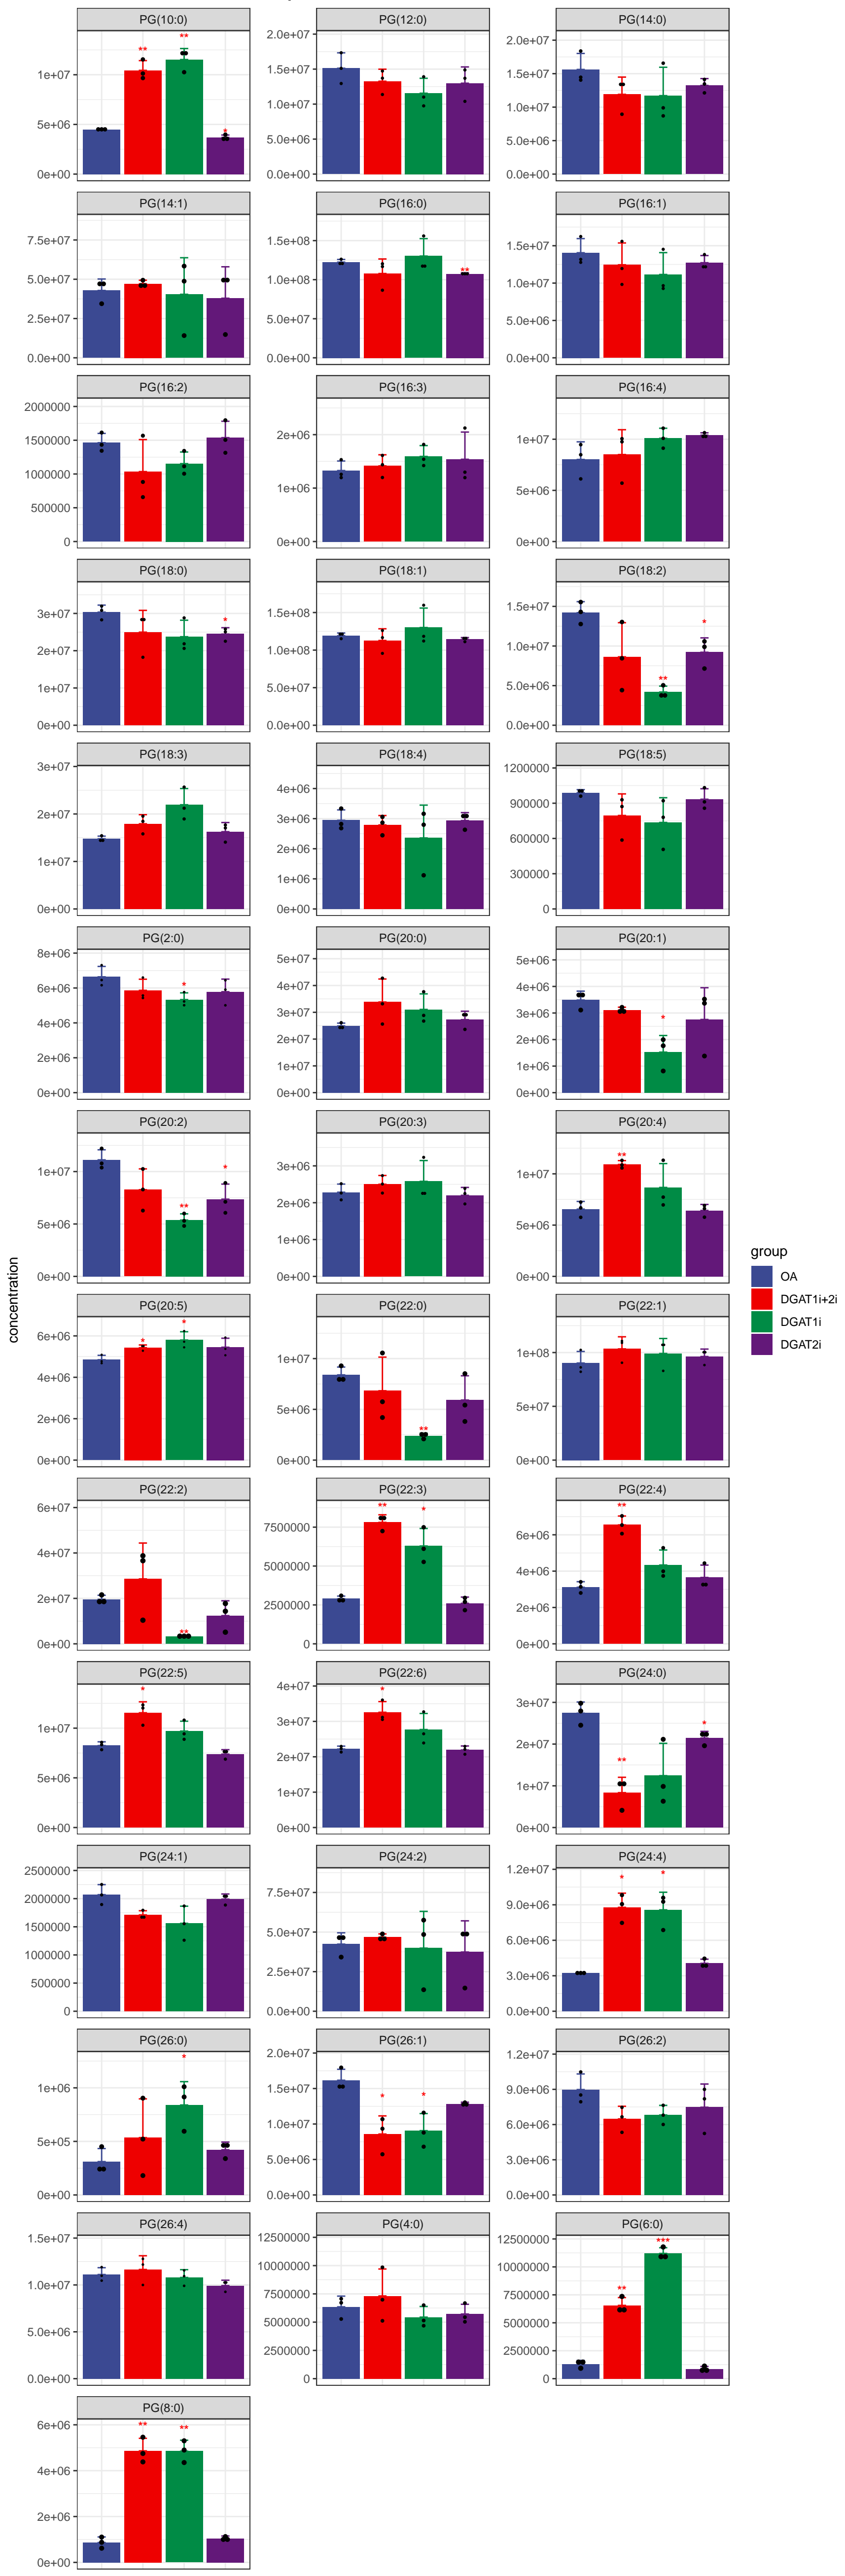 PG(10:0)
PG(12:0)
PG(14:0)
1e+07
5e+06
0e+00
2.0e+07
1.5e+07
1.0e+07
5.0e+06
0.0e+00
2.0e+07
1.5e+07
1.0e+07
5.0e+06
0.0e+00
** ** *
PG(14:1)
PG(16:0)
PG(16:1)
7.5e+07
5.0e+07
2.5e+07
0.0e+00
1.5e+08
1.0e+08
5.0e+07
0.0e+00
1.5e+07
1.0e+07
5.0e+06
0.0e+00
**
PG(16:2)
PG(16:3)
PG(16:4)
2000000
1500000
1000000
500000
0
2e+06
1e+06
0e+00
1e+07
5e+06
0e+00
PG(18:0)
PG(18:1)
PG(18:2)
3e+07
2e+07
1e+07
0e+00
1.5e+08
1.0e+08
5.0e+07
0.0e+00
1.5e+07
1.0e+07
5.0e+06
0.0e+00
*
** *
PG(18:3)
PG(18:4)
PG(18:5)
3e+07
2e+07
1e+07
0e+00
4e+06
3e+06
2e+06
1e+06
0e+00
1200000
900000
600000
300000
0
PG(2:0)
PG(20:0)
PG(20:1)
8e+06
6e+06
4e+06
2e+06
0e+00
5e+07
4e+07
3e+07
2e+07
1e+07
0e+00
5e+06
4e+06
3e+06
2e+06
1e+06
0e+00
*
*
PG(20:2)
PG(20:3)
PG(20:4)
1e+07
5e+06
0e+00
3e+06
2e+06
1e+06
0e+00
1e+07
5e+06
0e+00
** *
**
concentration
PG(20:5)
PG(22:0)
PG(22:1)
6e+06
4e+06
2e+06
0e+00
1e+07
5e+06
0e+00
1e+08
5e+07
0e+00
* *
**
group
OA
DGAT1i+2i
DGAT1i
DGAT2i
PG(22:2)
PG(22:3)
PG(22:4)
6e+07
4e+07
2e+07
0e+00
7500000
5000000
2500000
0
6e+06
4e+06
2e+06
0e+00
**
** *
**
PG(22:5)
PG(22:6)
PG(24:0)
1e+07
5e+06
0e+00
4e+07
3e+07
2e+07
1e+07
0e+00
3e+07
2e+07
1e+07
0e+00
*
*
** *
PG(24:1)
PG(24:2)
PG(24:4)
2500000
2000000
1500000
1000000
500000
0
7.5e+07
5.0e+07
2.5e+07
0.0e+00
1.2e+07
9.0e+06
6.0e+06
3.0e+06
0.0e+00
* *
PG(26:0)
PG(26:1)
PG(26:2)
1e+06
5e+05
0e+00
2.0e+07
1.5e+07
1.0e+07
5.0e+06
0.0e+00
1.2e+07
9.0e+06
6.0e+06
3.0e+06
0.0e+00
*
* *
PG(26:4)
PG(4:0)
PG(6:0)
1.5e+07
1.0e+07
5.0e+06
0.0e+00
12500000
10000000
7500000
5000000
2500000
0
12500000
10000000
7500000
5000000
2500000
0
** ***
PG(8:0)
6e+06
4e+06
2e+06
0e+00
** **